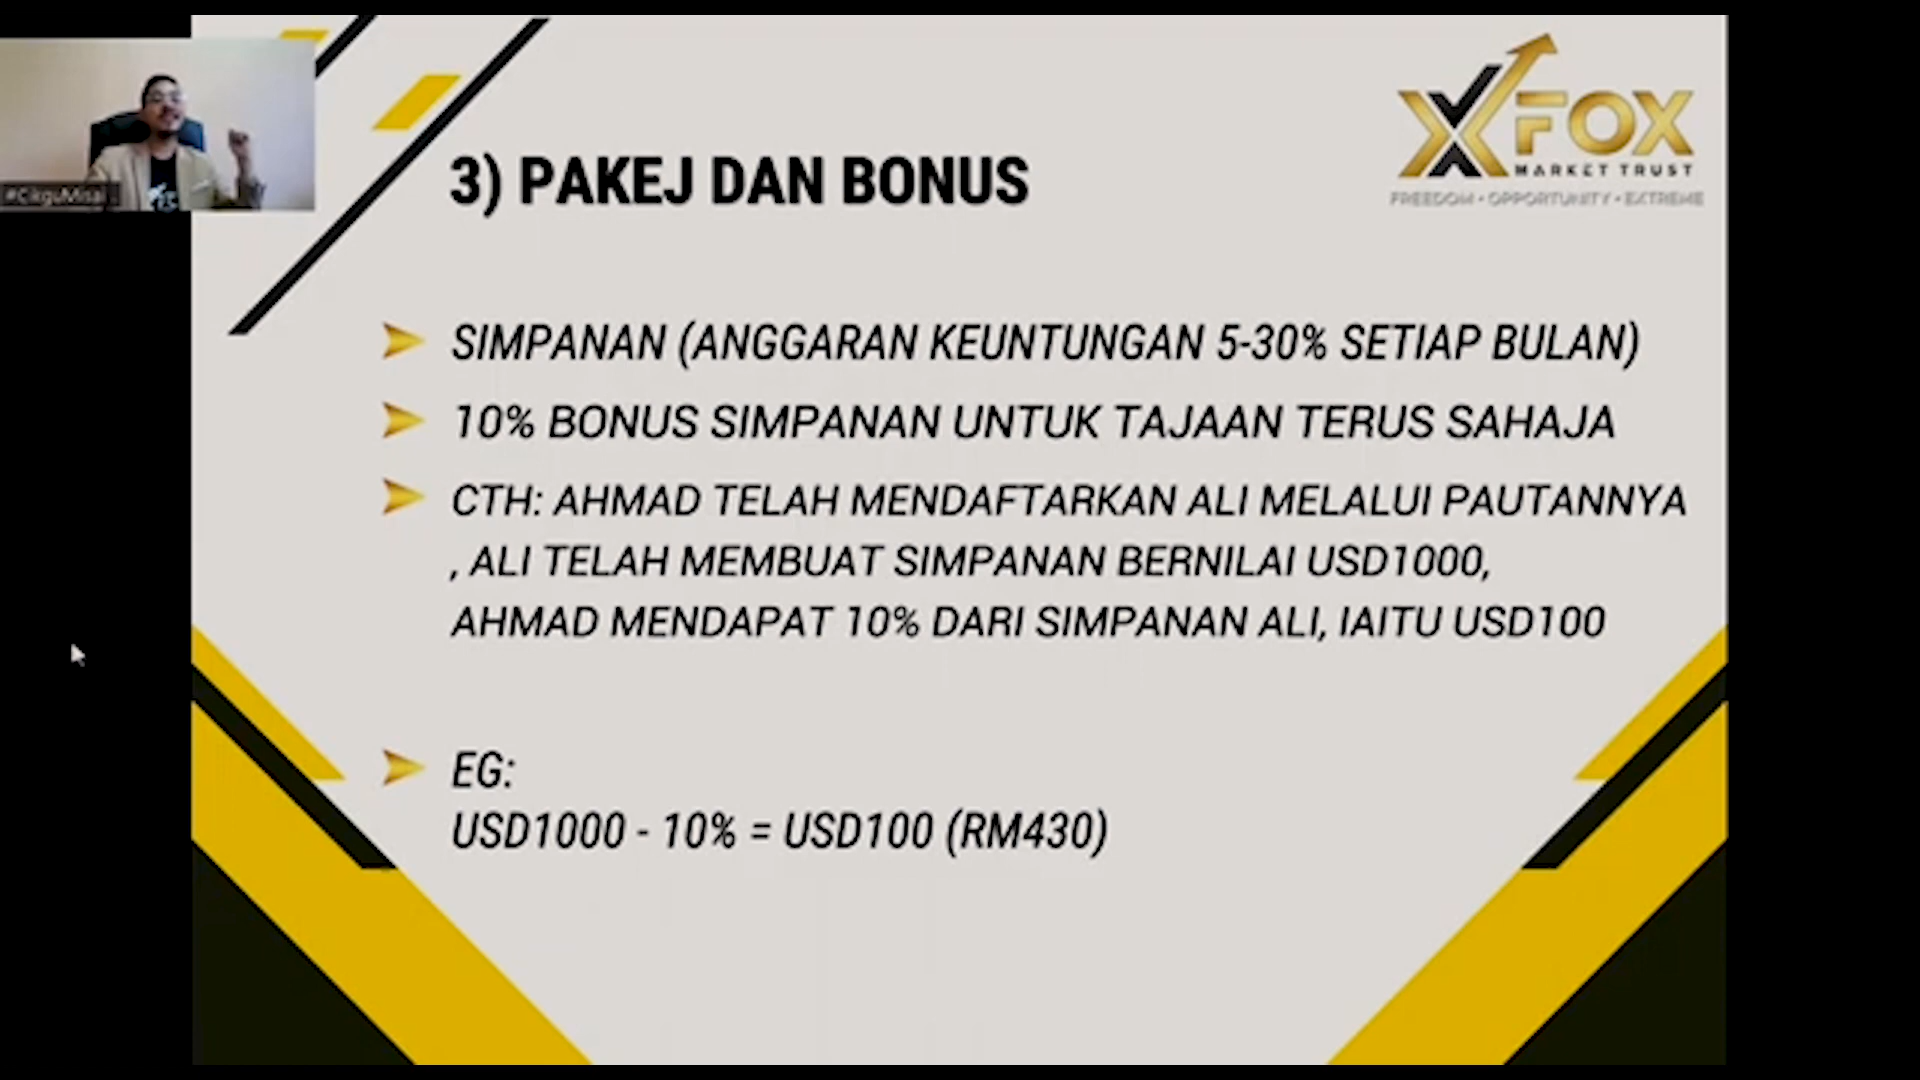 #CikguMisai
XFOX
MARKET TRUST
FREEDOM • OPPORTUNITY • EXTREME
3) PAKEJ DAN BONUS
SIMPANAN (ANGGARAN KEUNTUNGAN 5-30% SETIAP BULAN)
10% BONUS SIMPANAN UNTUK TAJAAN TERUS SAHAJA
CTH: AHMAD TELAH MENDAFTARKAN ALI MELALUI PAUTANNYA
, ALI TELAH MEMBUAT SIMPANAN BERNILAI USD1000,
AHMAD MENDAPAT 10% DARI SIMPANAN ALI, IAITU USD100
EG:
USD1000 - 10% = USD100 (RM430)